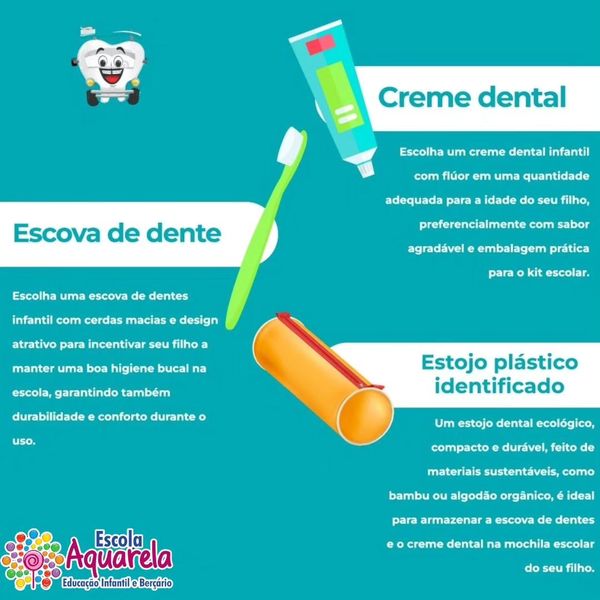 Creme dental
Escolha um creme dental infantil
com flúor em uma quantidade
adequada para a idade do seu filho,
preferencialmente com sabor
agradável e embalagem prática
para o kit escolar.
Escova de dente
Escolha uma escova de dentes
infantil com cerdas macias e design
atrativo para incentivar seu filho a
manter uma boa higiene bucal na
escola, garantindo também
durabilidade e conforto durante o
uso.
Estojo plástico
identificado
Um estojo dental ecológico,
compacto e durável, feito de
materiais sustentáveis, como
bambu ou algodão orgânico, é ideal
para armazenar a escova de dentes
e o creme dental na mochila escolar
do seu filho.
Escola
Aquarela
Educação Infantil e Berçário